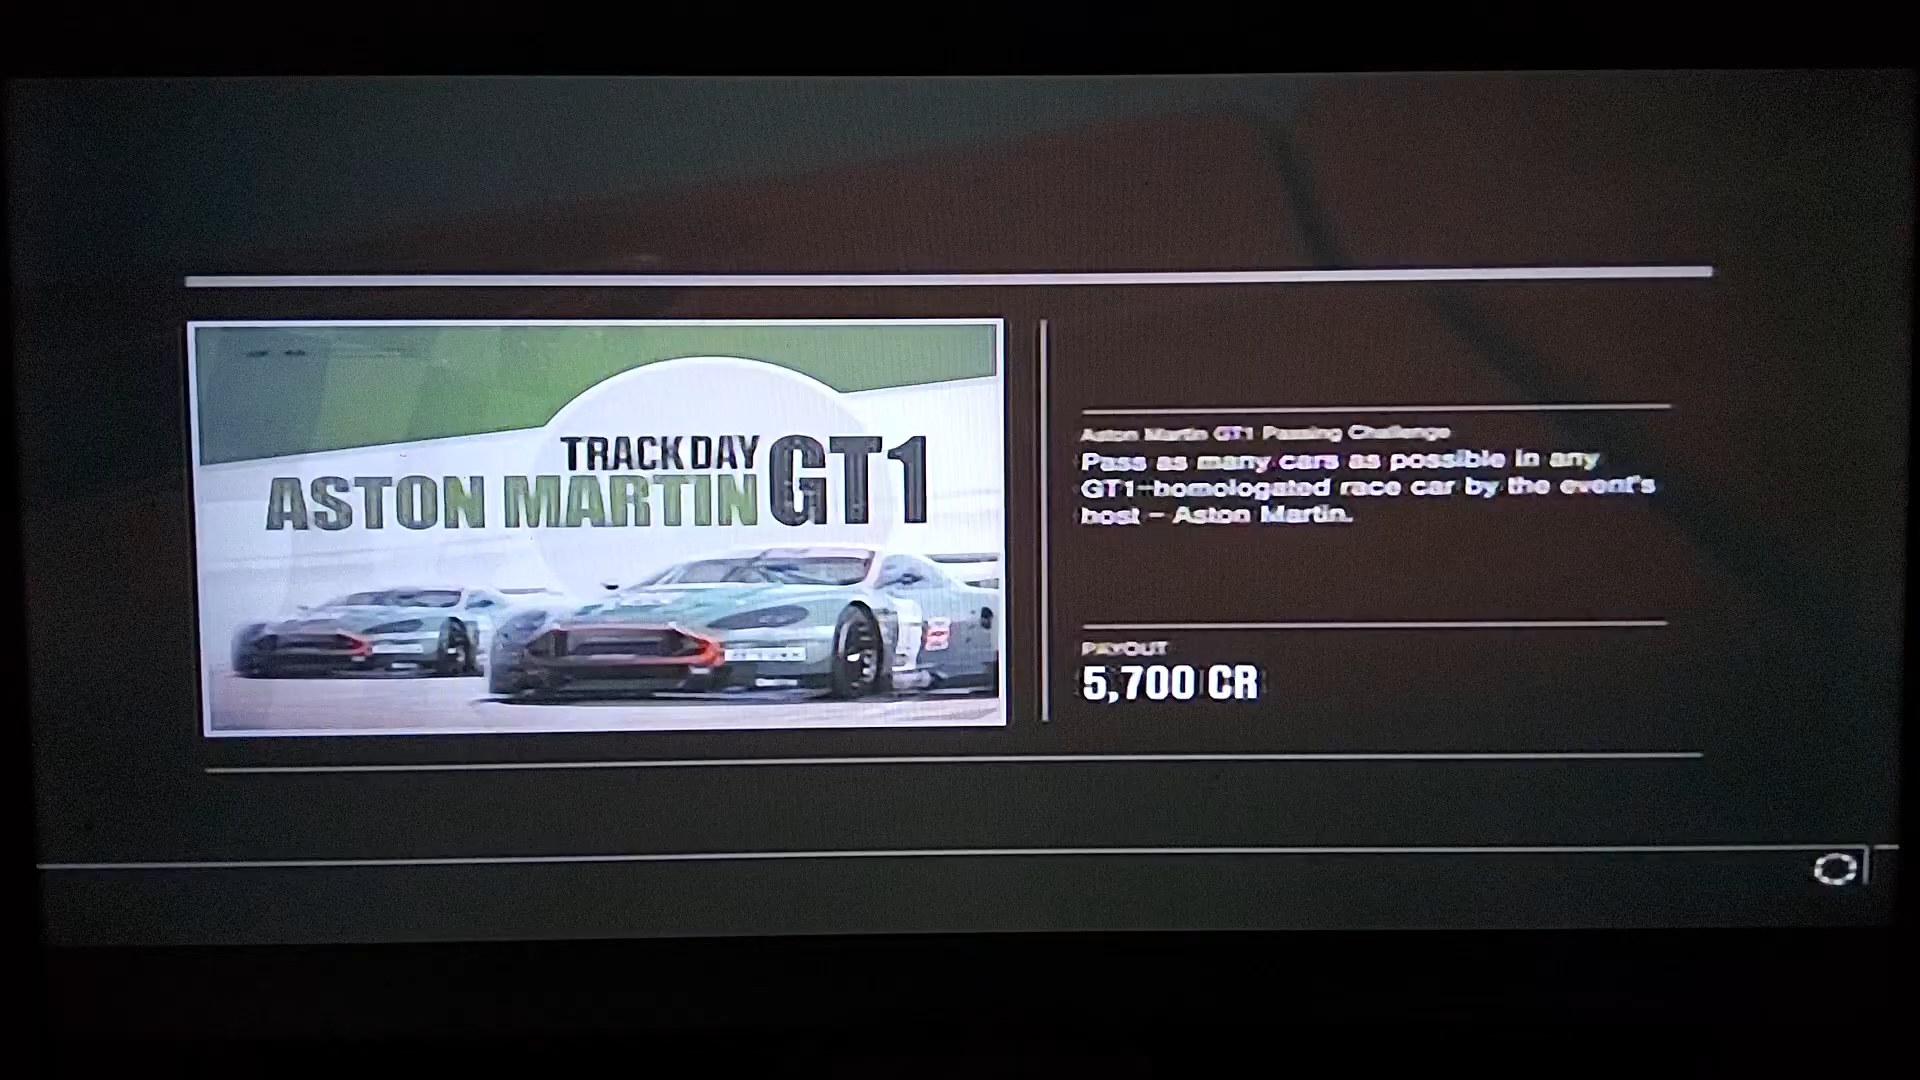 TRACK DAY
ASTON MARTIN GT1
Aston Martin GT1 Passing Challenge
Pass as many cars as possible in any
GT1-homologated race car by the event's
host - Aston Martin.
PAYOUT
5,700 CR